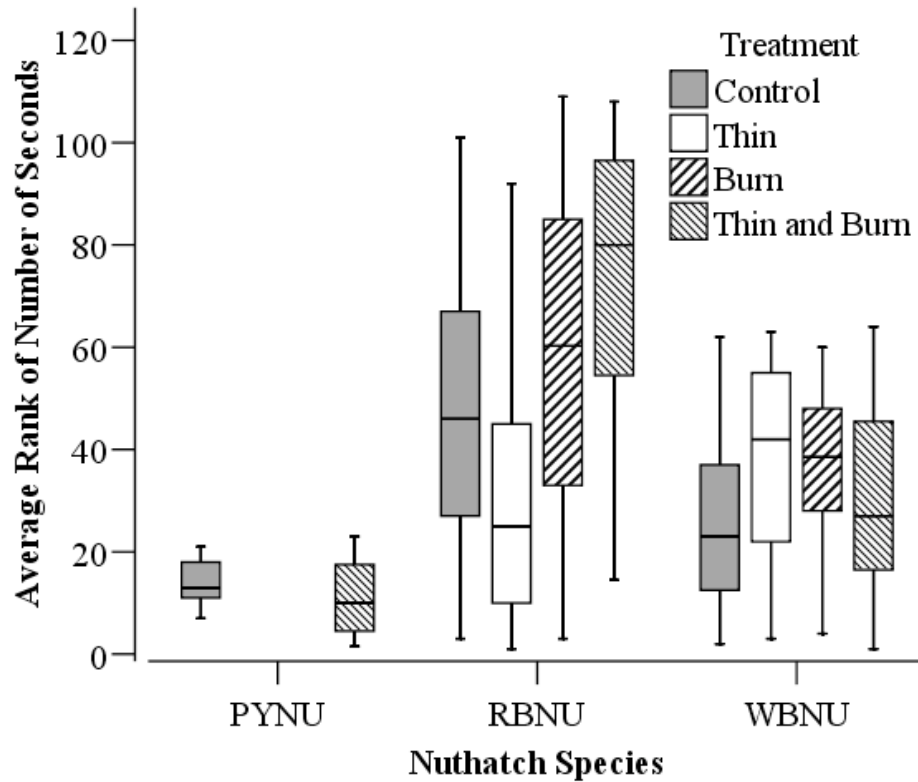 Average Rank of Number of Seconds
120
100
80
60
40
20
0
Treatment
Control
Thin
Burn
Thin and Burn
PYNU RBNU WBNU
Nuthatch Species